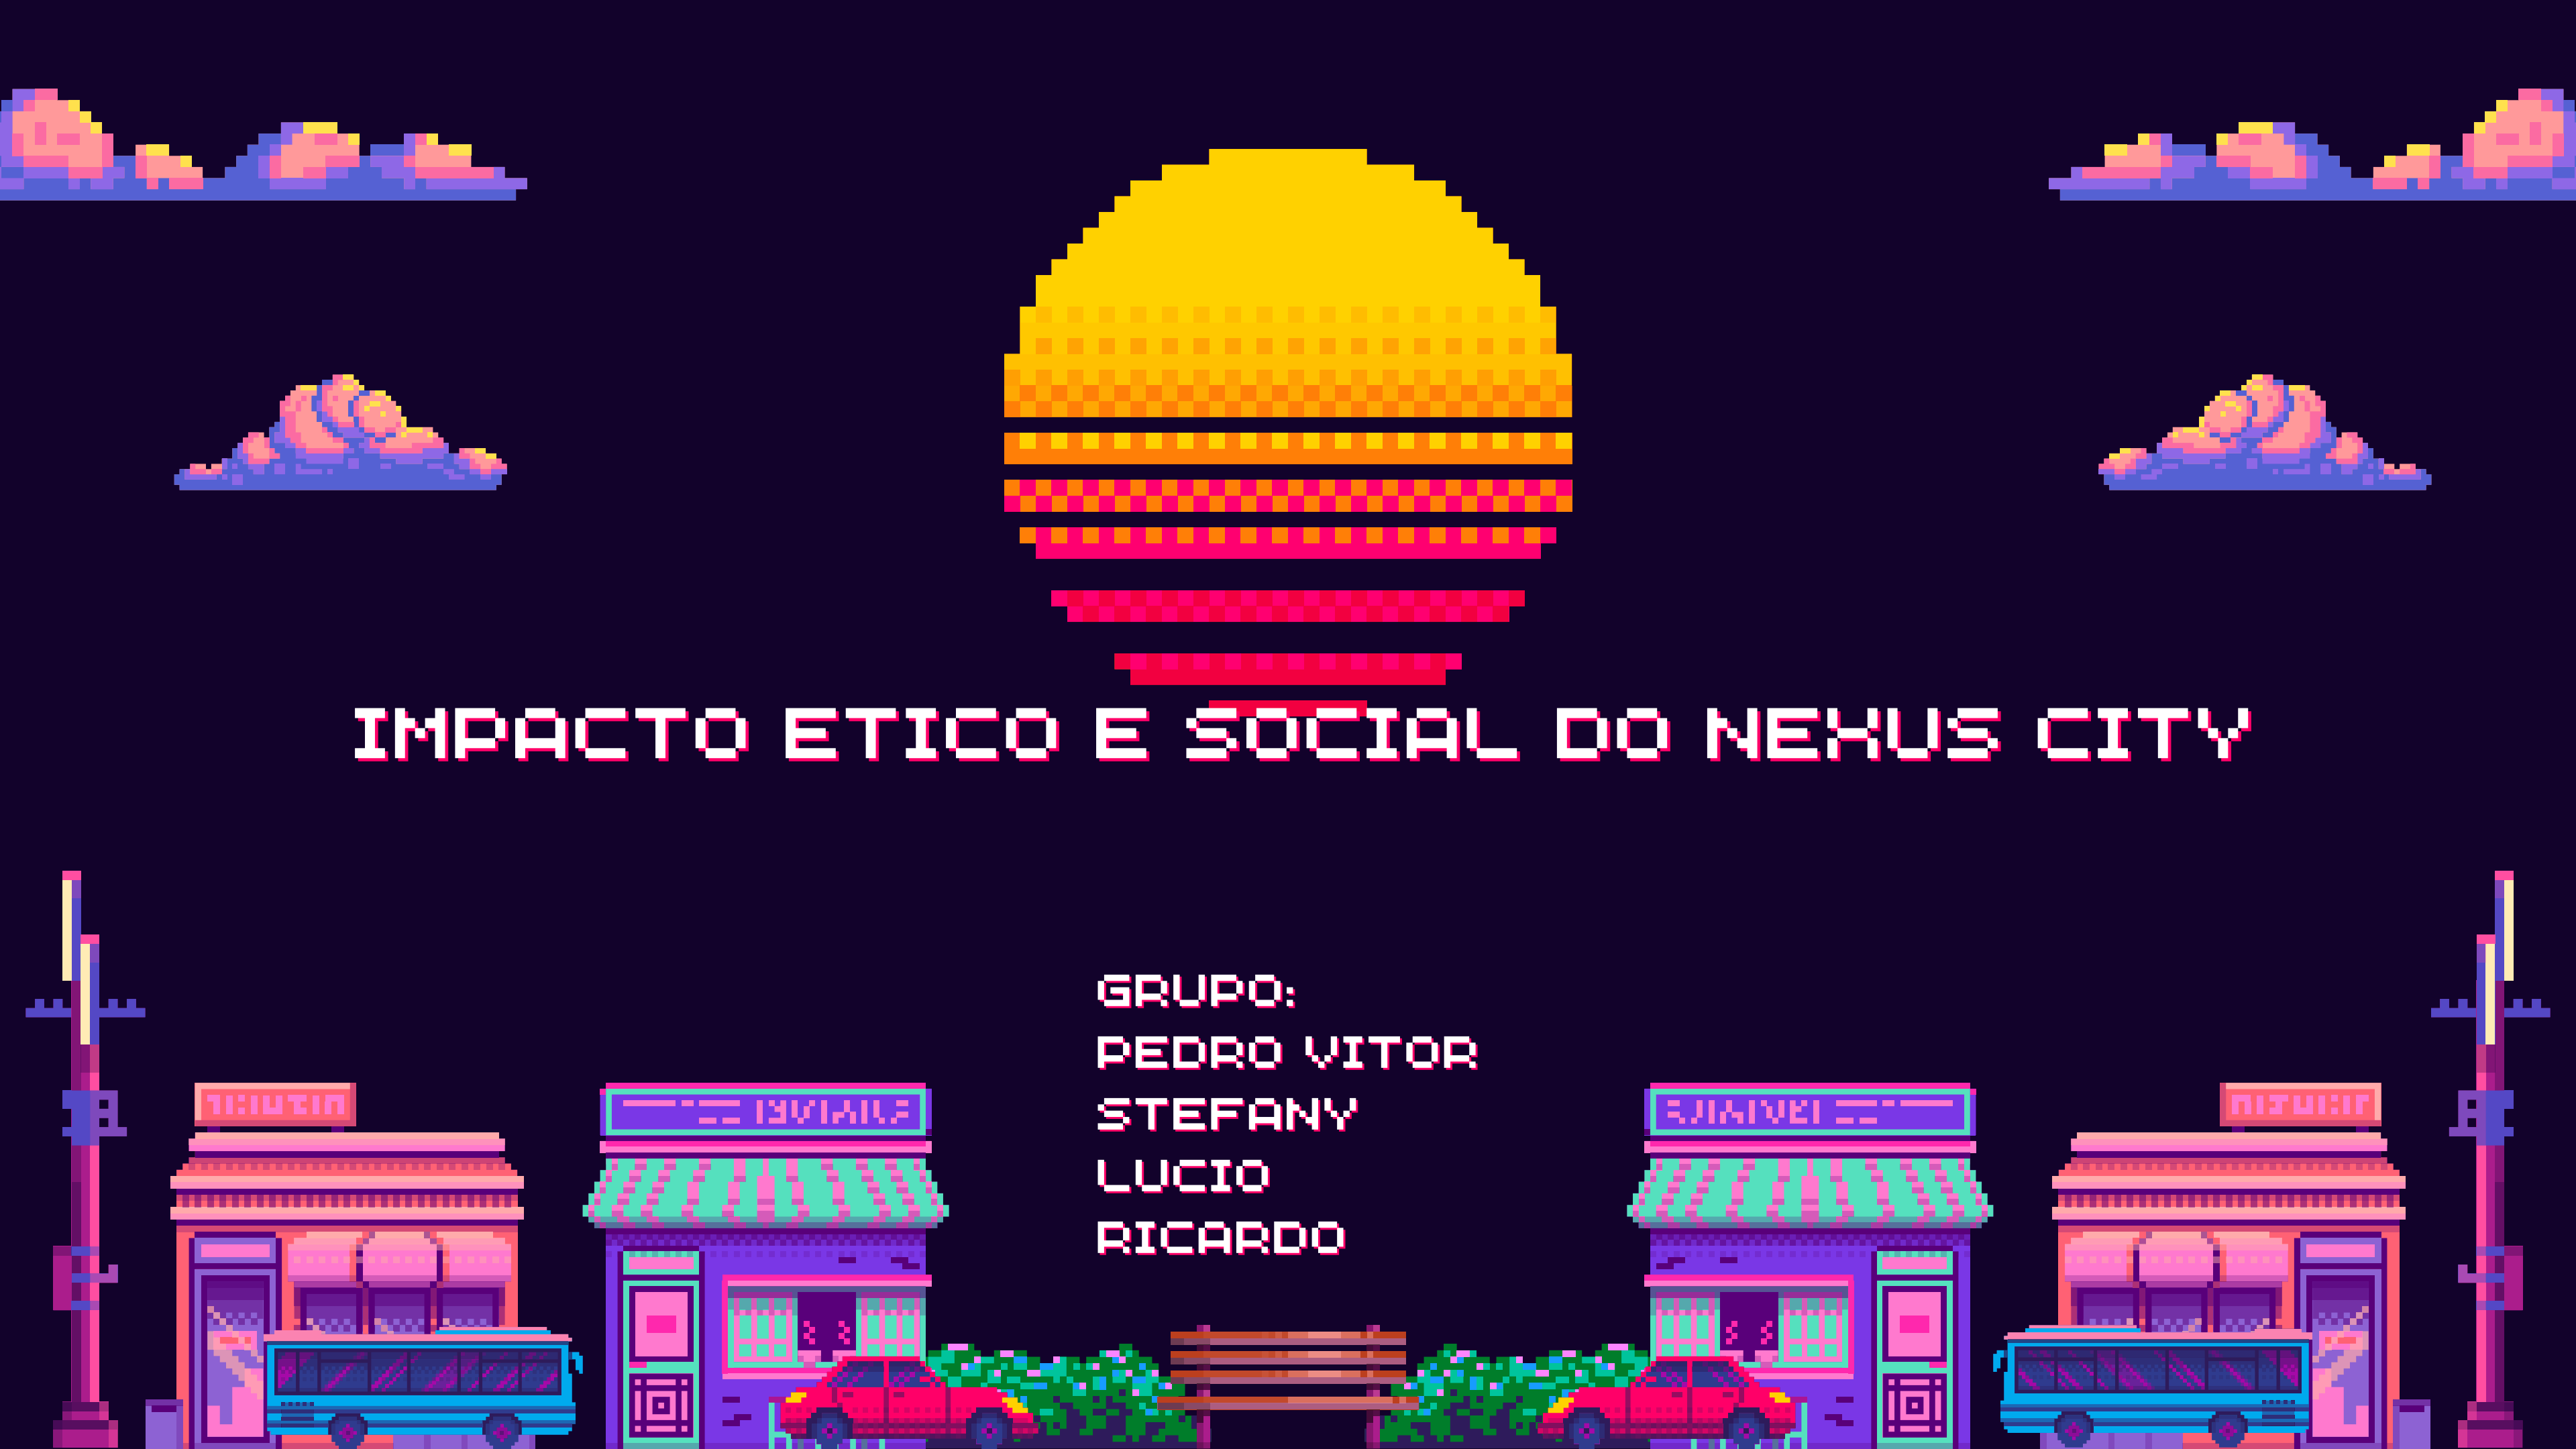 IMPACTO ETICO E SOCIAL DO NEXUS CITY
GRUPO:
PEDRO VITOR
STEFANY
LUCIO
RICARDO